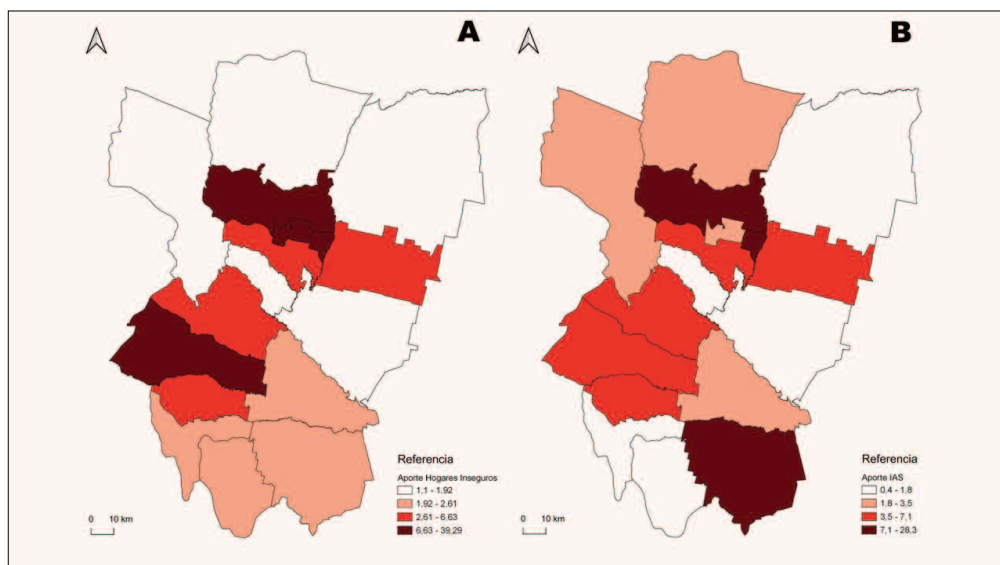 A
Referencia
Aporte Hogares Inseguros
1,1 - 1,92
1,92 - 2,61
2,61 - 6,63
6,63 - 39,29
0 10 km
B
Referencia
Aporte IAS
0,4 - 1,8
1,8 - 3,5
3,5 - 7,1
7,1 - 28,3
0 10 km